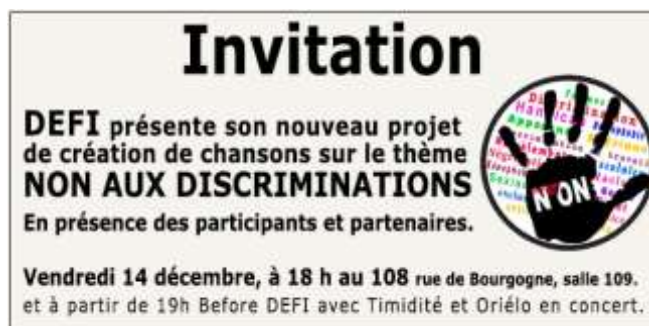 Invitation
DEFI présente son nouveau projet
de création de chansons sur le thème
NON AUX DISCRIMINATIONS
En présence des participants et partenaires.
NON
Vendredi 14 décembre, à 18 h au 108 rue de Bourgogne, salle 109.
et à partir de 19h Before DEFI avec Timidité et Oriélo en concert.